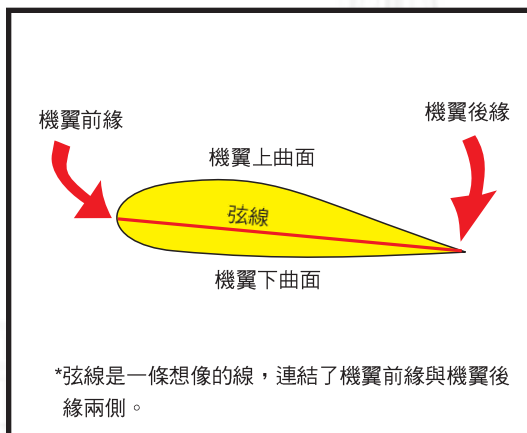 機翼前緣
機翼後緣
機翼上曲面
弦線
機翼下曲面
*弦線是一條想像的線，連結了機翼前緣與機翼後
緣兩側。